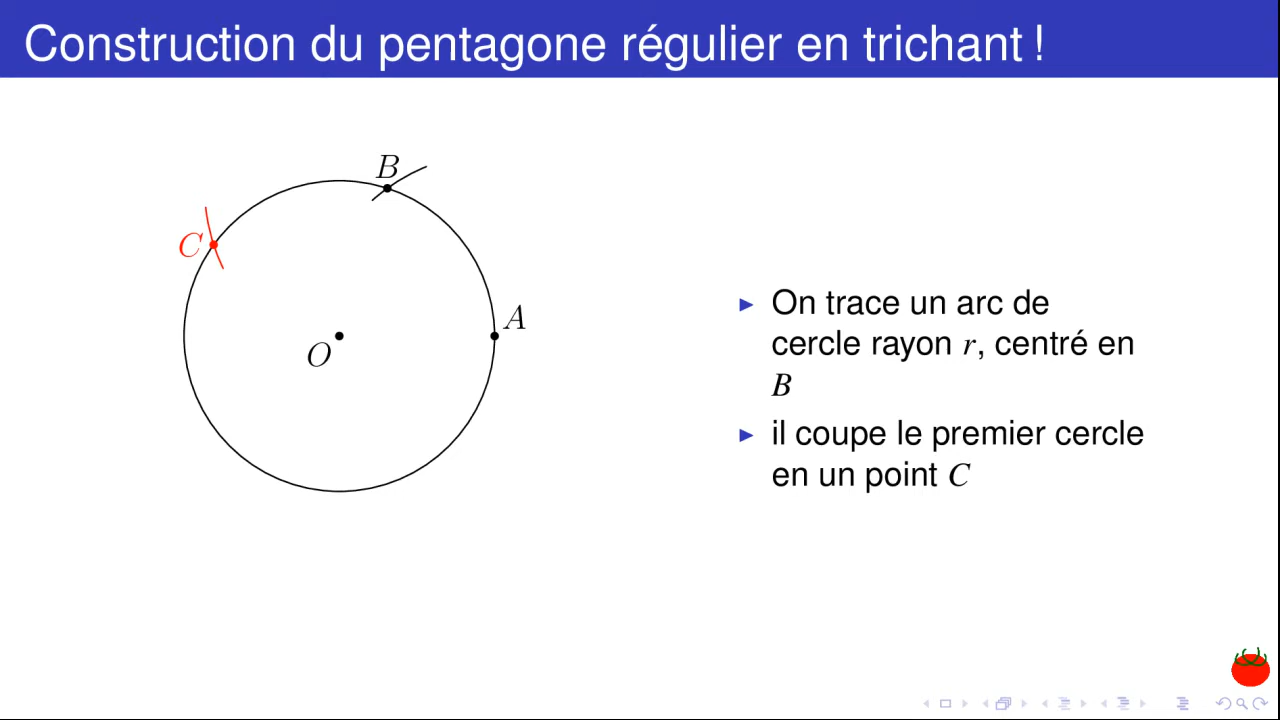 Construction du pentagone régulier en trichant !
B
C
A
O
On trace un arc de
cercle rayon r, centré en
B
il coupe le premier cercle
en un point C